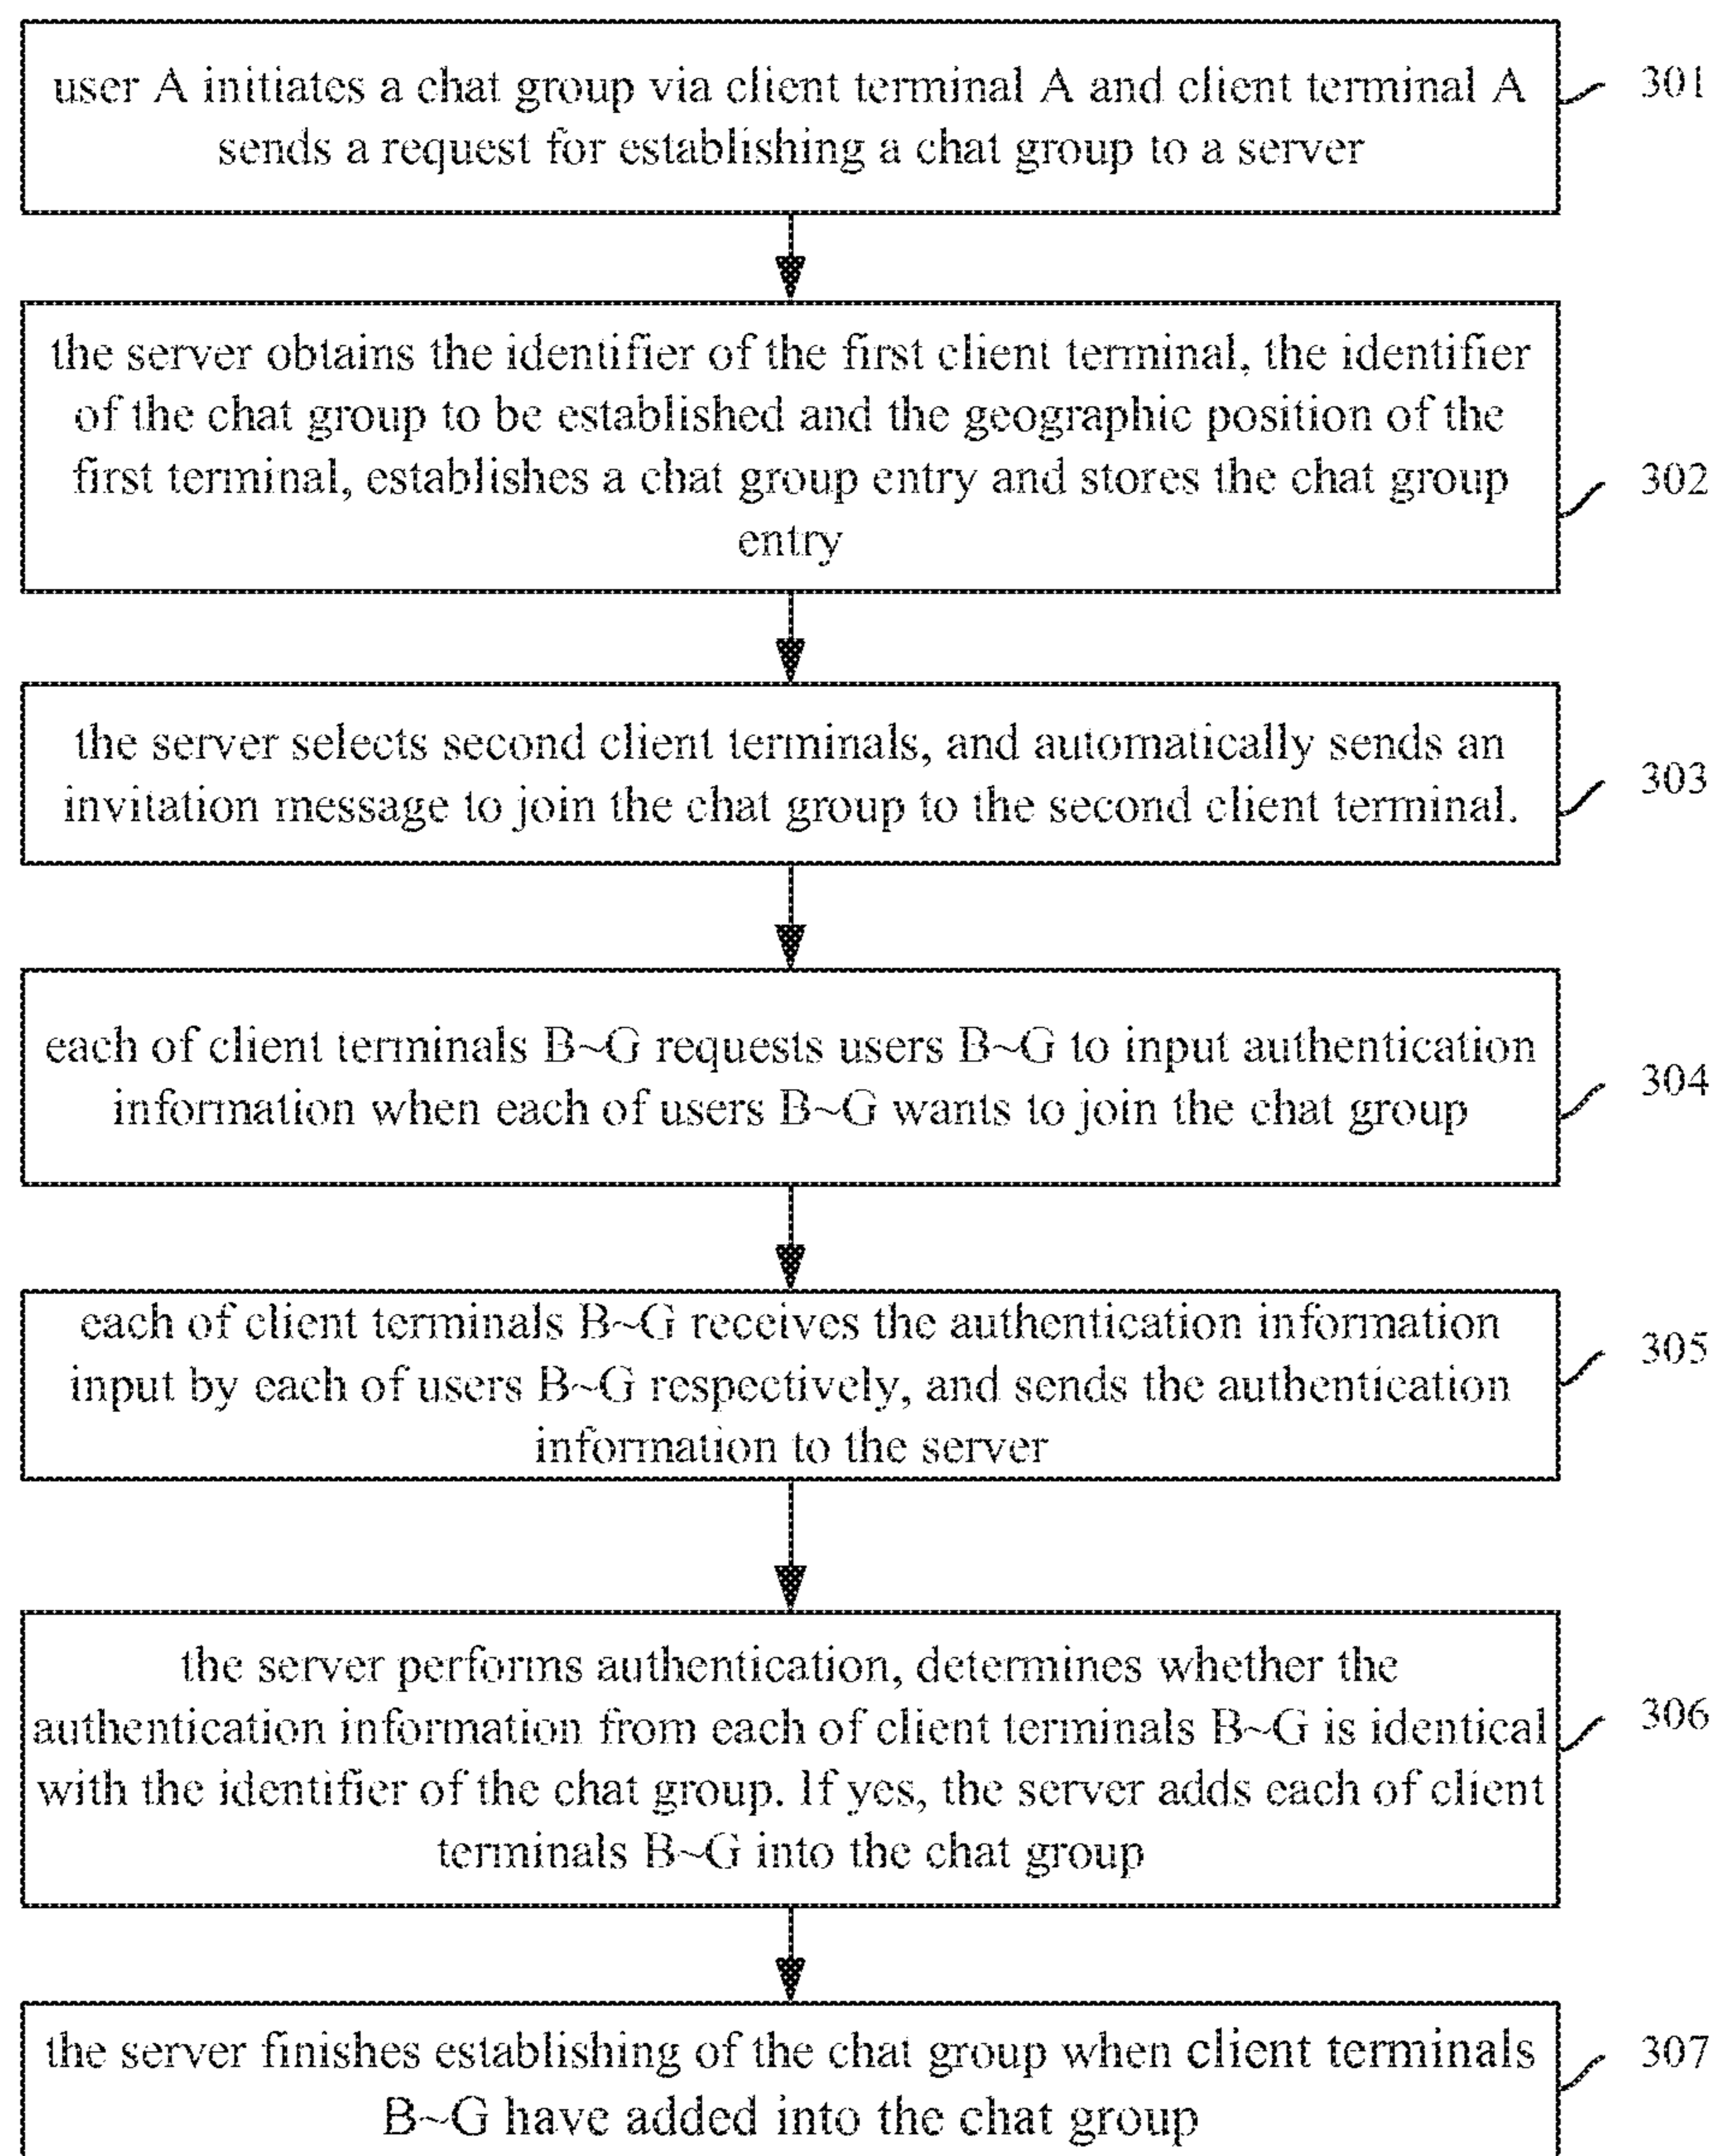 user A initiates a chat group via client terminal A and client terminal A
sends a request for establishing a chat group to a server
301
the server obtains the identifier of the first client terminal, the identifier
of the chat group to be established and the geographic position of the
first terminal, establishes a chat group entry and stores the chat group
entry
302
the server selects second client terminals, and automatically sends an
invitation message to join the chat group to the second client terminal.
303
each of client terminals B~G requests users B~G to input authentication
information when each of users B~G wants to join the chat group
304
each of client terminals B~G receives the authentication information
input by each of users B~G respectively, and sends the authentication
information to the server
305
the server performs authentication, determines whether the
authentication information from each of client terminals B~G is identical
with the identifier of the chat group. If yes, the server adds each of client
terminals B~G into the chat group
306
the server finishes establishing of the chat group when client terminals
B~G have added into the chat group
307